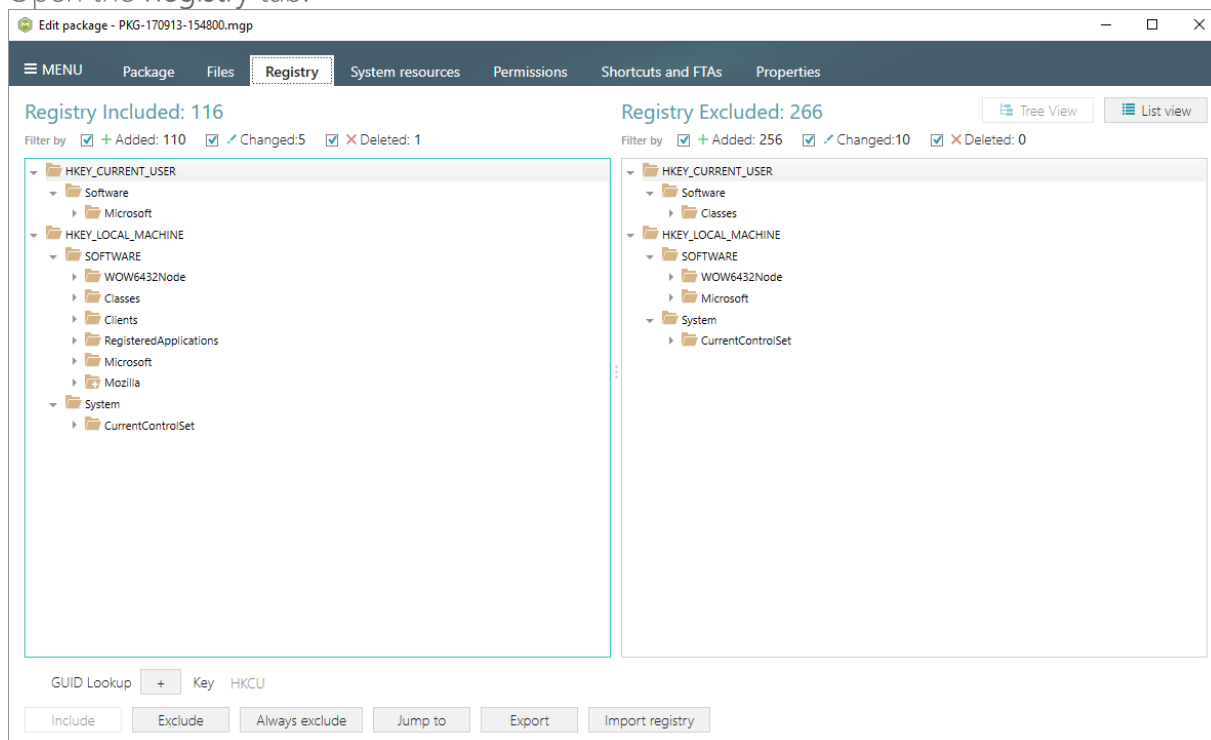 Open the Registry tab.
Edit package - PKG-170913-154800.mgp
MENU Package Files Registry System resources Permissions Shortcuts and FTAs Properties
Registry Included: 116
Filter by + Added: 110 Changed:5 Deleted: 1
HKEY_CURRENT_USER
Software
Microsoft
HKEY_LOCAL_MACHINE
SOFTWARE
WOW6432Node
Classes
Clients
RegisteredApplications
Microsoft
Mozilla
System
CurrentControlSet
Registry Excluded: 266
Tree View List view
Filter by + Added: 256 Changed:10 Deleted: 0
HKEY_CURRENT_USER
Software
Classes
HKEY_LOCAL_MACHINE
SOFTWARE
WOW6432Node
Microsoft
System
CurrentControlSet
GUID Lookup + Key HKCU
Include Exclude Always exclude Jump to Export Import registry